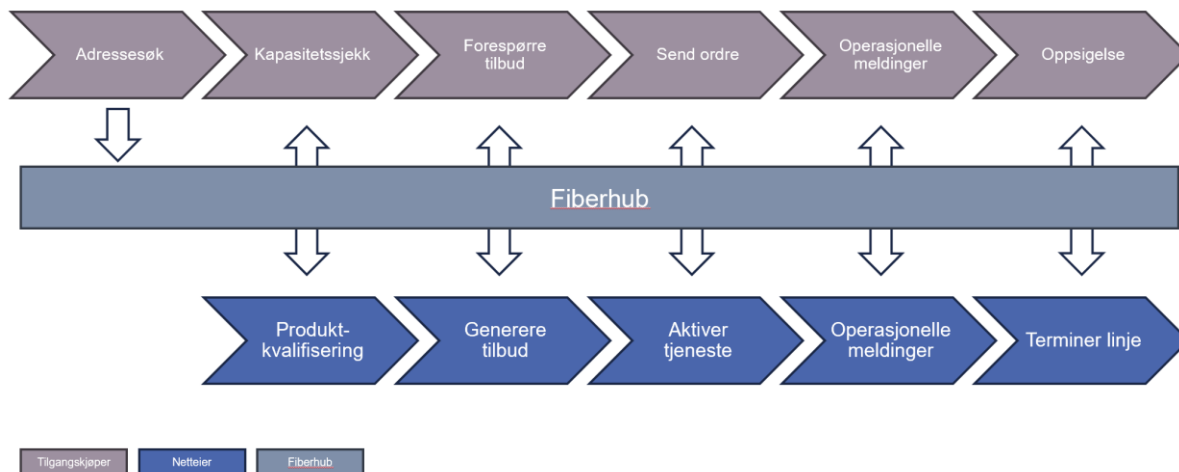 Adressesøk
Kapasitetssjekk
Forespørre
tilbud
Send ordre
Operasjonelle
meldinger
Oppsigelse
Fiberhub
Produkt-
kvalifisering
Generere
tilbud
Aktiver
tjeneste
Operasjonelle
meldinger
Terminer linje
Tilgangskjøper
Netteier
Fiberhub